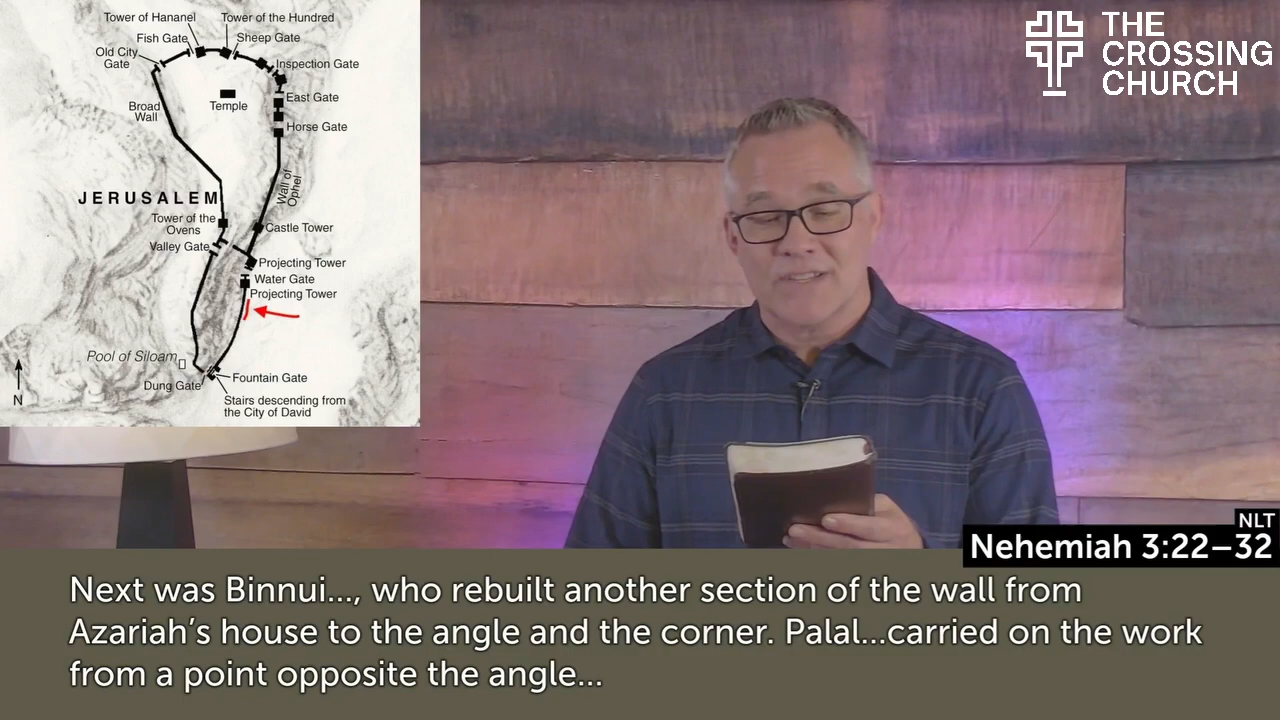 Tower of Hananel
Tower of the Hundred
Fish Gate
Sheep Gate
Old City
Gate
Inspection Gate
East Gate
Broad
Wall
Temple
Horse Gate
Wall of
Ophel
JERUSALEM
Tower of the
Ovens
Castle Tower
Valley Gate
Projecting Tower
Water Gate
Projecting Tower
Pool of Siloam
Dung Gate
Fountain Gate
N
Stairs descending from
the City of David
THE
CROSSING
CHURCH
NLT
Nehemiah 3:22–32
Next was Binnui..., who rebuilt another section of the wall from
Azariah’s house to the angle and the corner. Palal...carried on the work
from a point opposite the angle...